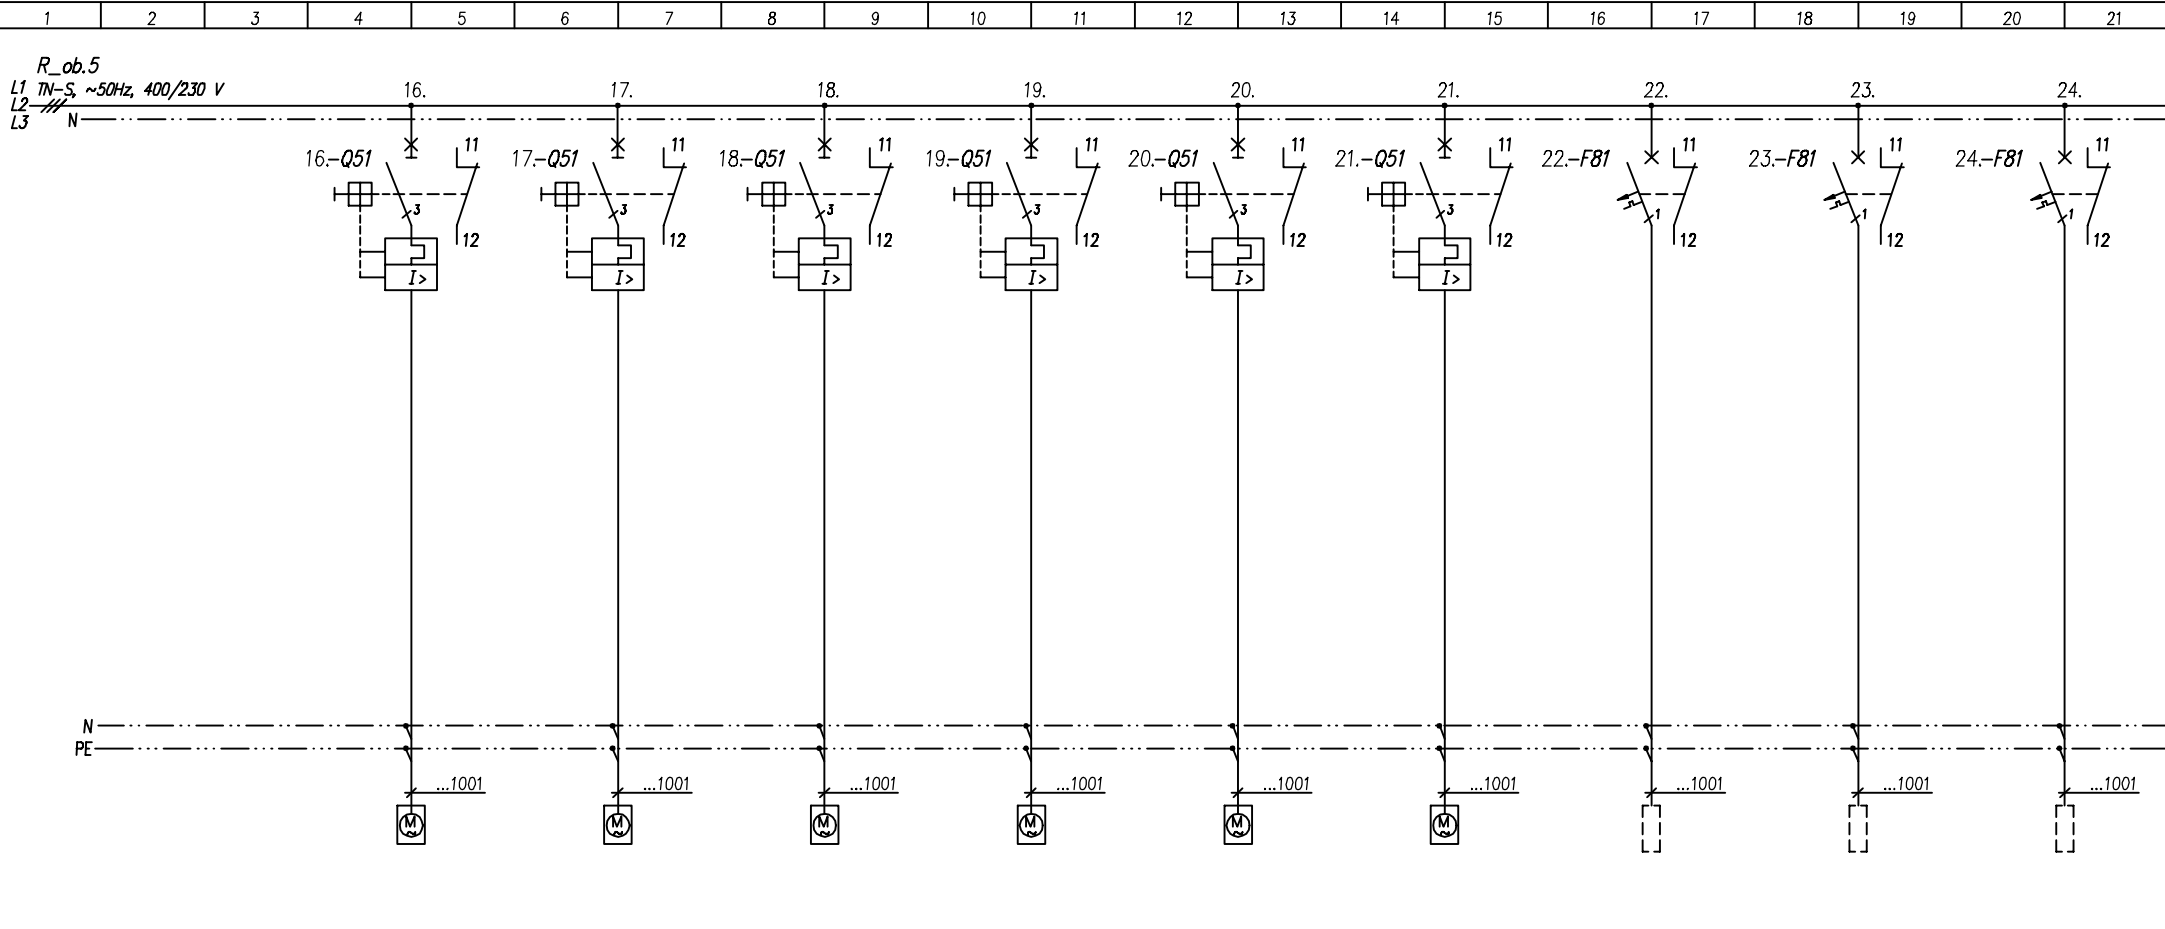 1 2 3 4 5 6 7 8 9 10 11 12 13 14 15 16 17 18 19 20 21
R_ob.5
L1 TN-S, ~50Hz, 400/230 V 16. 17. 18. 19. 20. 21. 22. 23. 24.
L2
L3 N
11 11 11 11 11 11 11 11 11
16.-Q51 17.-Q51 18.-Q51 19.-Q51 20.-Q51 21.-Q51 22.-F81 23.-F81 24.-F81
3 3 3 3 3 3 1 1 1
12 12 12 12 12 12 12 12 12
I> I> I> I> I> I>
N
PE
...1001 ...1001 ...1001 ...1001 ...1001 ...1001 ...1001 ...1001 ...1001
M M M M M M
~ ~ ~ ~ ~ ~